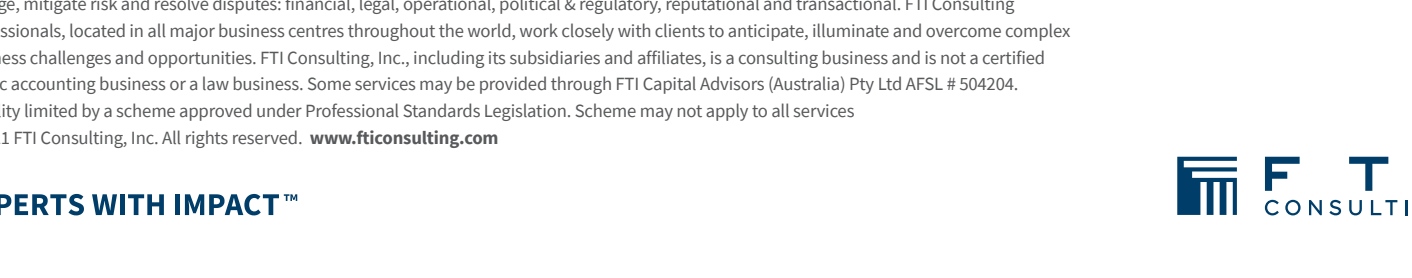 ge, mitigate risk and resolve disputes: financial, legal, operational, political & regulatory, reputational and transactional. FTI Consulting
ssionals, located in all major business centres throughout the world, work closely with clients to anticipate, illuminate and overcome complex
ness challenges and opportunities. FTI Consulting, Inc., including its subsidiaries and affiliates, is a consulting business and is not a certified
c accounting business or a law business. Some services may be provided through FTI Capital Advisors (Australia) Pty Ltd AFSL # 504204.
ity limited by a scheme approved under Professional Standards Legislation. Scheme may not apply to all services
1 FTI Consulting, Inc. All rights reserved. www.fticonsulting.com
PERTS WITH IMPACT™
F T
CONSULTI